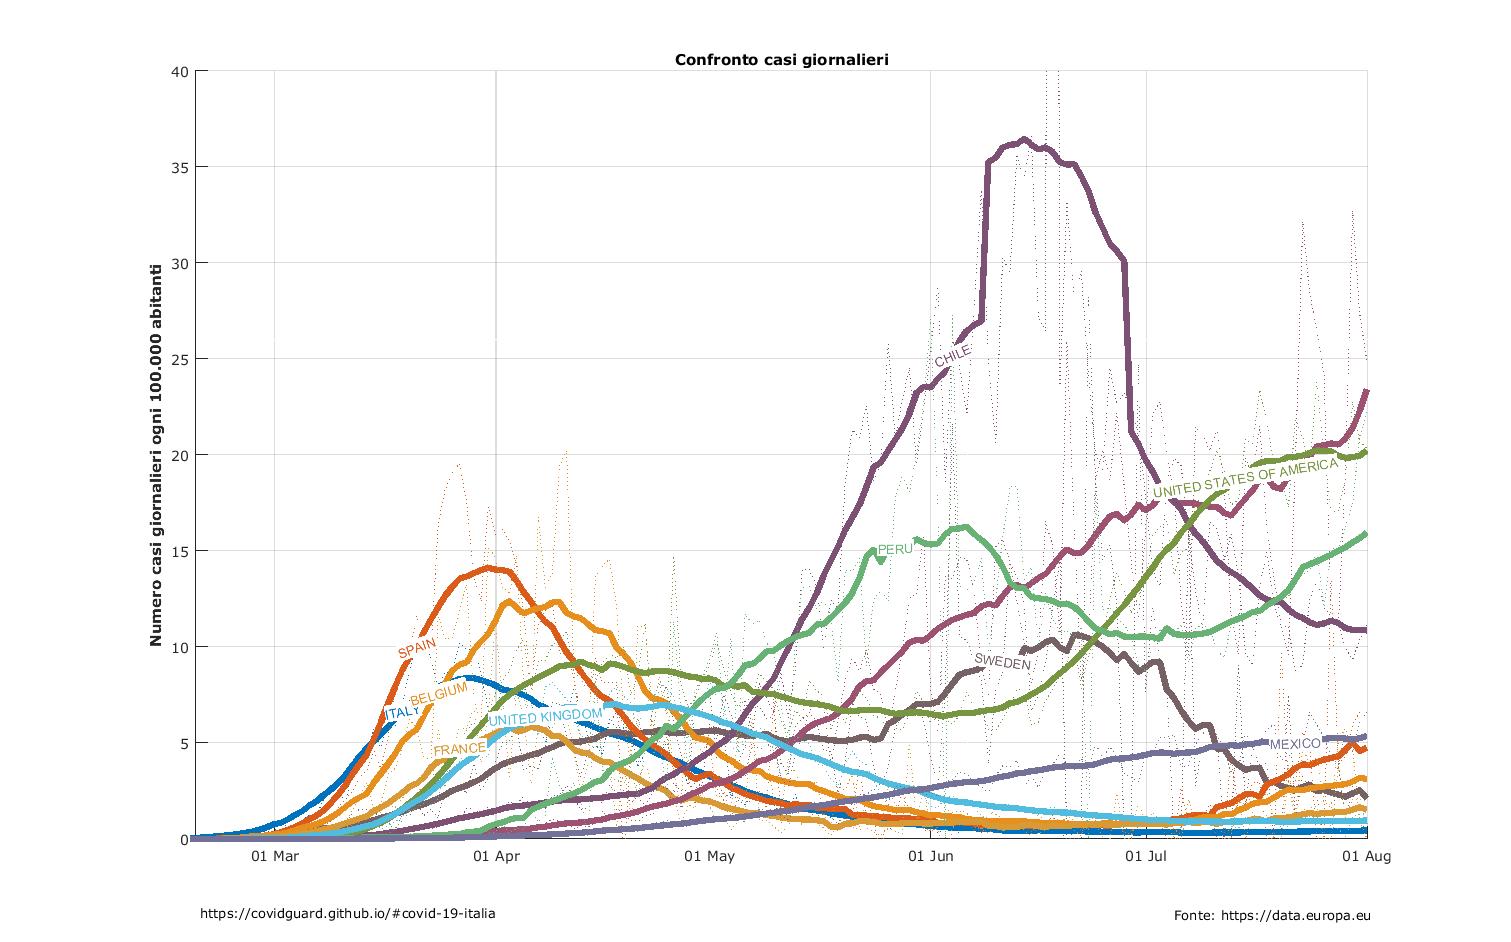 Confronto casi giornalieri
Numero casi giornalieri ogni 100.000 abitanti
40
35
30
25
20
15
10
5
0
CHILE
UNITED STATES OF AMERICA
PERU
SPAIN
SWEDEN
BELGIUM
ITALY
UNITED KINGDOM
FRANCE
MEXICO
01 Mar
01 Apr
01 May
01 Jun
01 Jul
01 Aug
https://covidguard.github.io/#covid-19-italia
Fonte: https://data.europa.eu